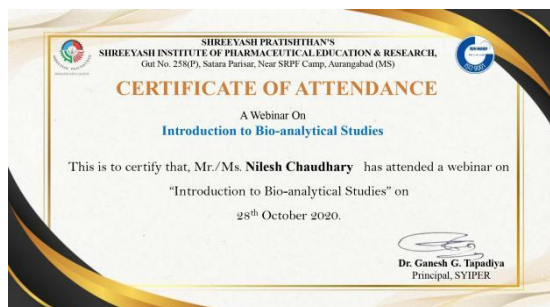 SHREEYASH PRATISHTHAN'S
SHREEYASH INSTITUTE OF PHARMACEUTICAL EDUCATION & RESEARCH,
Gut No. 258(P), Satara Parisar, Near SRPF Camp, Aurangabad (MS)
CERTIFICATE OF ATTENDANCE
A Webinar On
Introduction to Bio-analytical Studies
This is to certify that, Mr./Ms. Nilesh Chaudhary has attended a webinar on
"Introduction to Bio-analytical Studies" on
28th October 2020.
Dr. Ganesh G. Tapadiya
Principal, SYIPER
ISO 9001